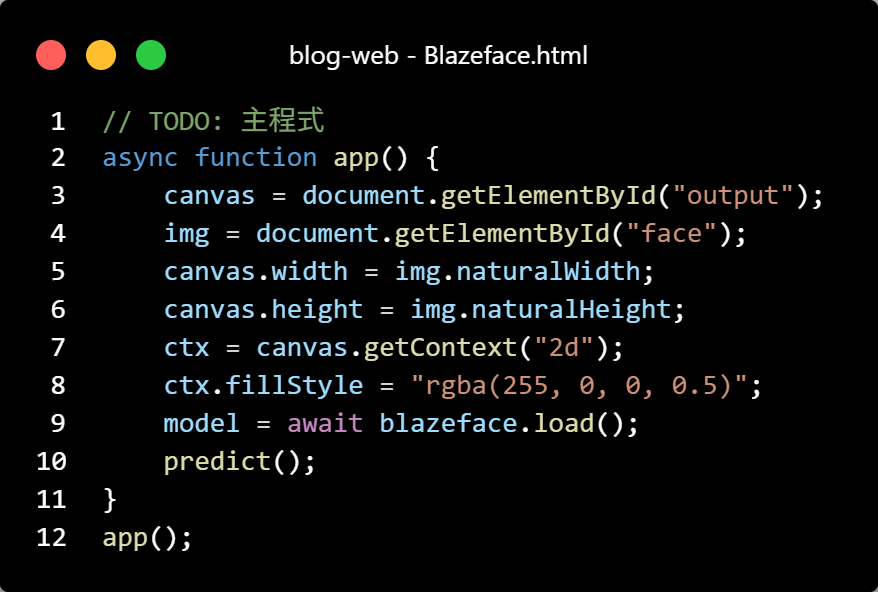 blog-web - Blazeface.html
1 // TODO: 主程式
2 async function app() {
3     canvas = document.getElementById("output");
4     img = document.getElementById("face");
5     canvas.width = img.naturalWidth;
6     canvas.height = img.naturalHeight;
7     ctx = canvas.getContext("2d");
8     ctx.fillStyle = "rgba(255, 0, 0, 0.5)";
9     model = await blazeface.load();
10     predict();
11 }
12 app();